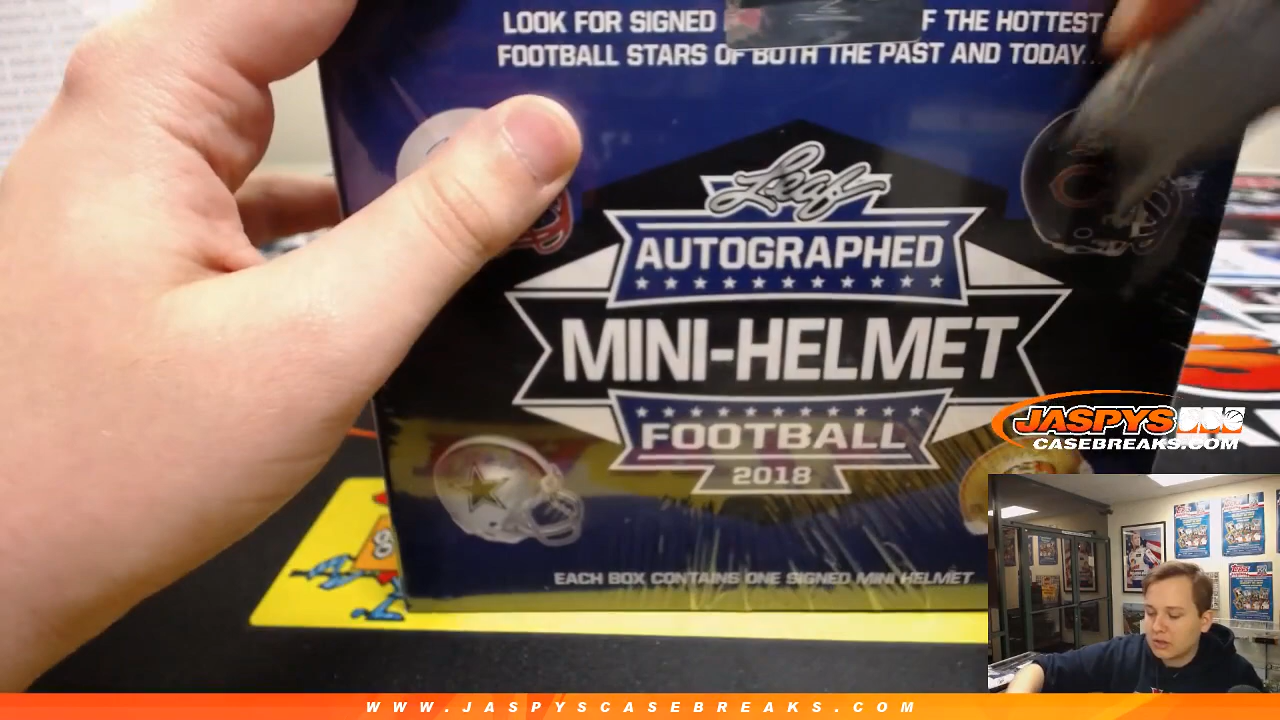 LOOK FOR SIGNED F THE HOTTEST
FOOTBALL STARS OF BOTH THE PAST AND TODAY...
Leaf
AUTOGRAPHED
MINI-HELMET
FOOTBALL
2018
EACH BOX CONTAINS ONE SIGNED MINI HELMET
JASPYS
CASEBREAKS.COM
WWW.JASPYSCASEBREAKS.COM